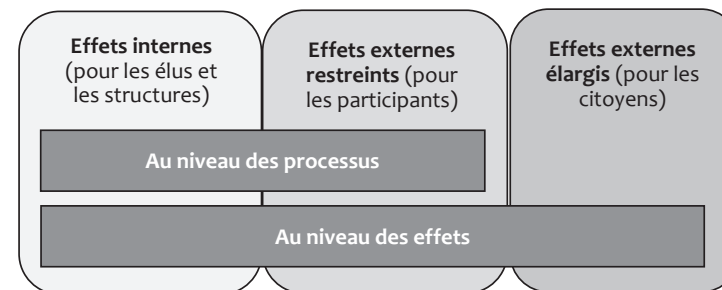 Effets internes
(pour les élus et
les structures)
Effets externes
restreints (pour
les participants)
Effets externes
élargis (pour les
citoyens)
Au niveau des processus
Au niveau des effets